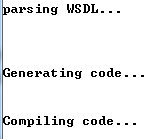 parsing WSDL...
Generating code...
Compiling code...